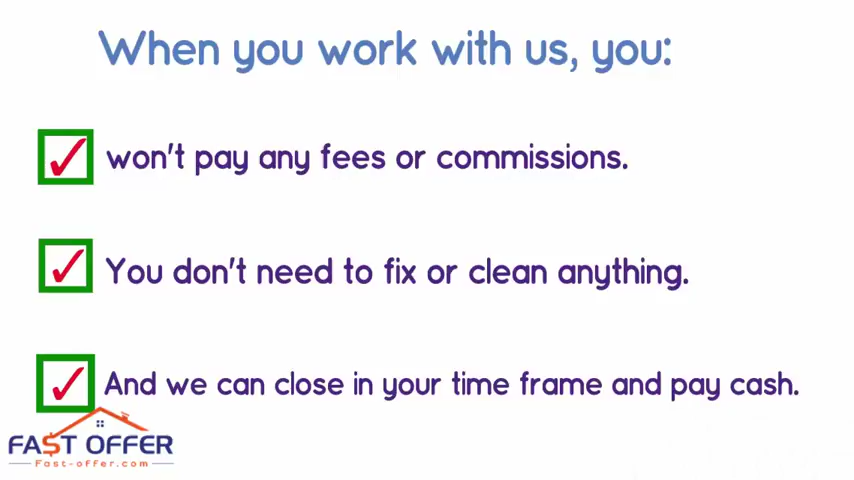 When you work with us, you:
won't pay any fees or commissions.
You don't need to fix or clean anything.
And we can close in your time frame and pay cash.
FA$T OFFER
Fast-offer.com